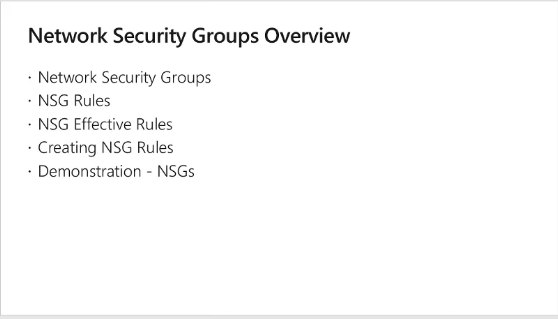 Network Security Groups Overview
· Network Security Groups
· NSG Rules
· NSG Effective Rules
· Creating NSG Rules
· Demonstration - NSGs